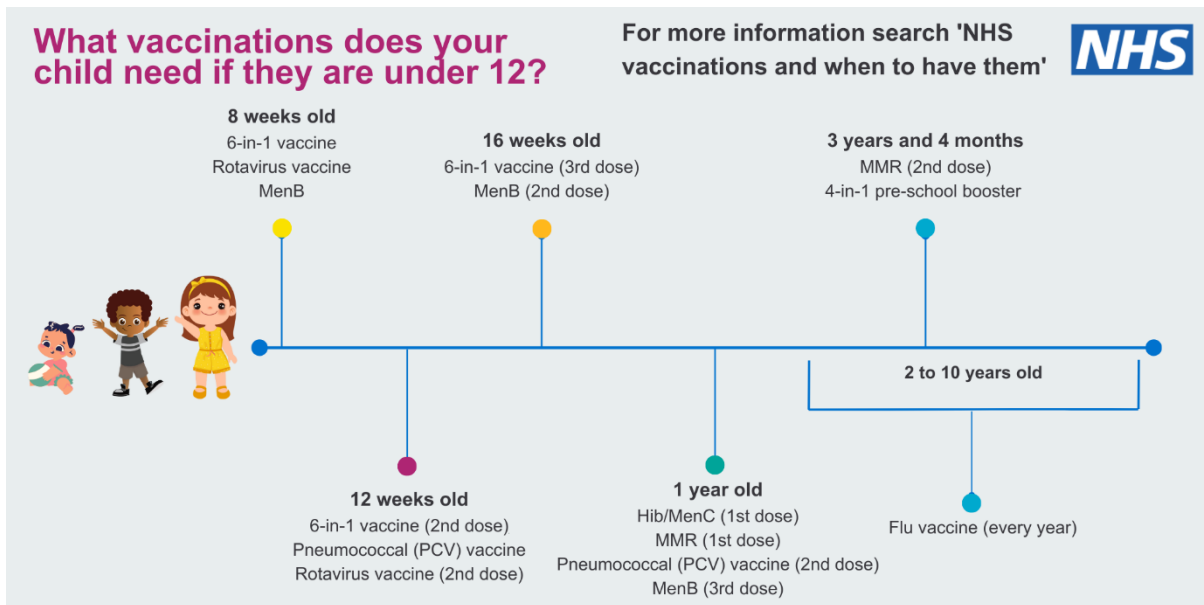 What vaccinations does your
child need if they are under 12?
For more information search 'NHS
vaccinations and when to have them'
NHS
8 weeks old
6-in-1 vaccine
Rotavirus vaccine
MenB
16 weeks old
6-in-1 vaccine (3rd dose)
MenB (2nd dose)
3 years and 4 months
MMR (2nd dose)
4-in-1 pre-school booster
2 to 10 years old
12 weeks old
6-in-1 vaccine (2nd dose)
Pneumococcal (PCV) vaccine
Rotavirus vaccine (2nd dose)
1 year old
Hib/MenC (1st dose)
MMR (1st dose)
Pneumococcal (PCV) vaccine (2nd dose)
MenB (3rd dose)
Flu vaccine (every year)